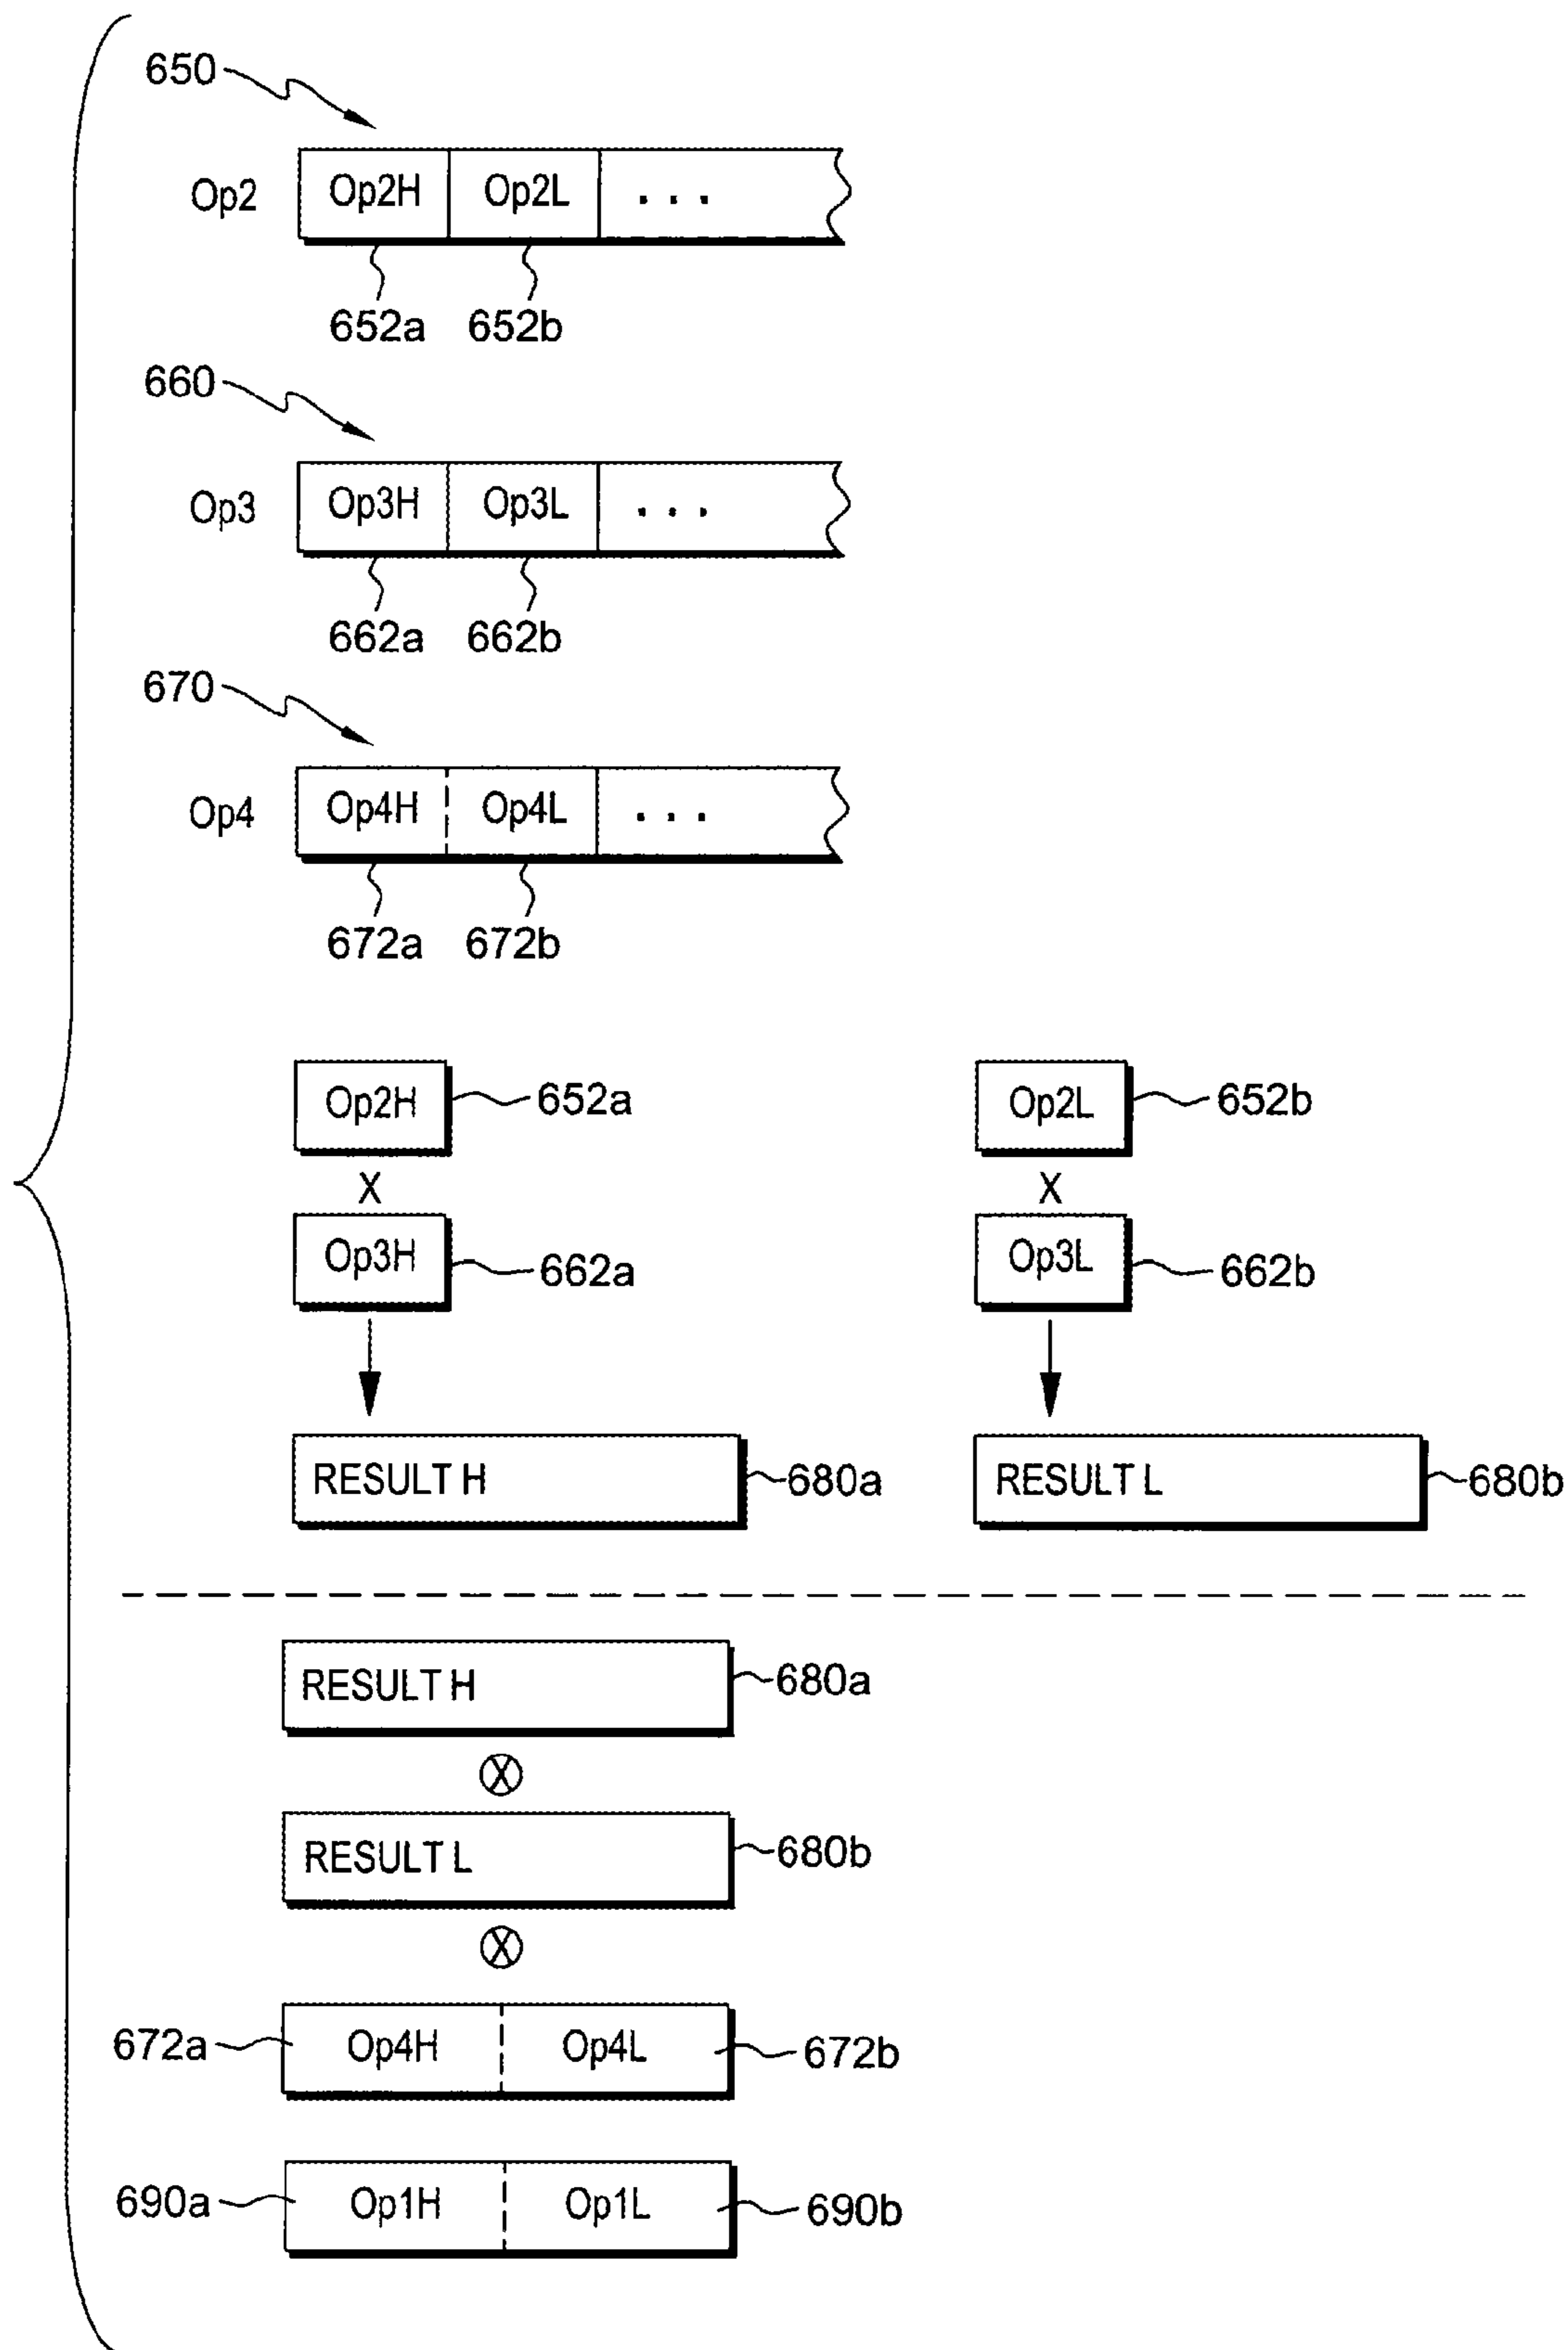 650
Op2 Op2H Op2L ...
652a 652b
660
Op3 Op3H Op3L ...
662a 662b
670
Op4 Op4H Op4L ...
672a 672b
Op2H 652a Op2L 652b
X X
Op3H 662a Op3L 662b
RESULT H 680a RESULT L 680b
RESULT H 680a
X
RESULT L 680b
X
672a Op4H Op4L 672b
690a Op1H Op1L 690b